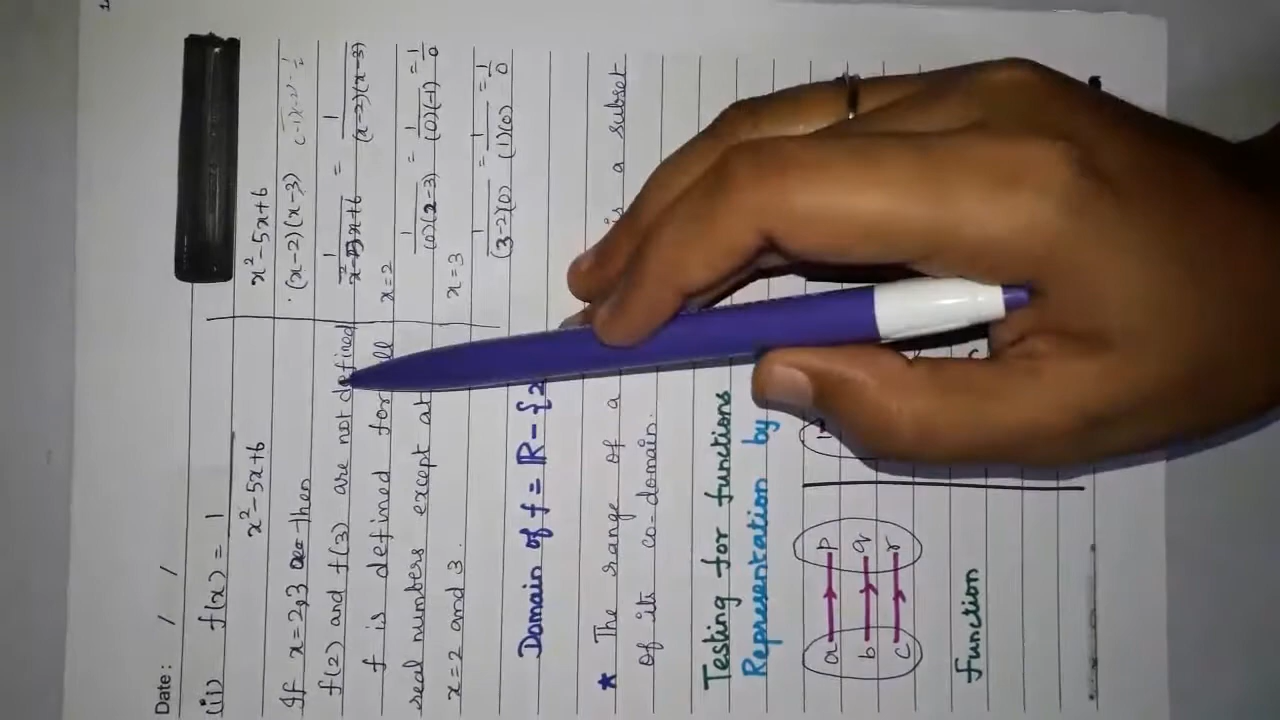 Date: / /
(ii) f(x) = 1
x² - 5x + 6
If x = 2, 3 then
f(2) and f(3) are not defined
f is defined for all
real numbers except at
x = 2 and 3.
Domain of f = R - {2
x² - 5x + 6
(x-2)(x-3)
1/(x² - 5x + 6) = 1/((x-2)(x-3))
x = 2
1/((0)(2-3)) = 1/((0)(-1)) = 1/0
x = 3
1/((3-2)(0)) = 1/((1)(0)) = 1/0
* The range of a is a subset
of its co-domain.
Testing for functions
Representation by
a p
b q
c r
Function